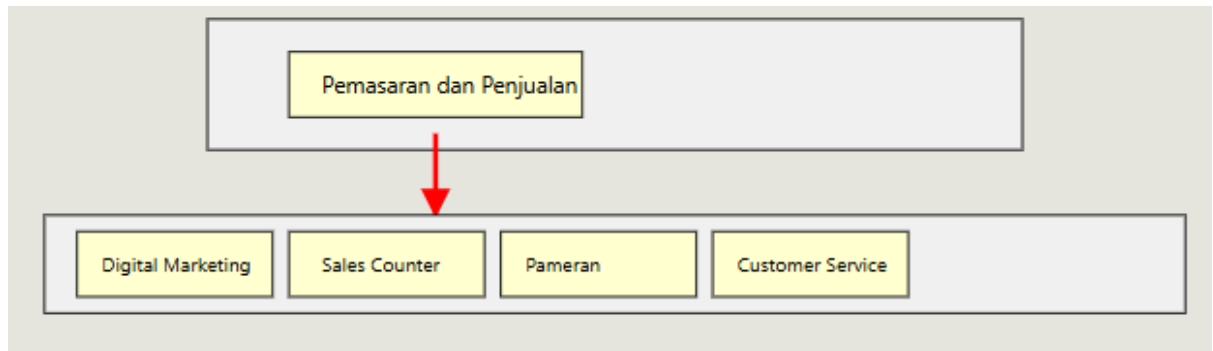 Pemasaran dan Penjualan
Digital Marketing
Sales Counter
Pameran
Customer Service